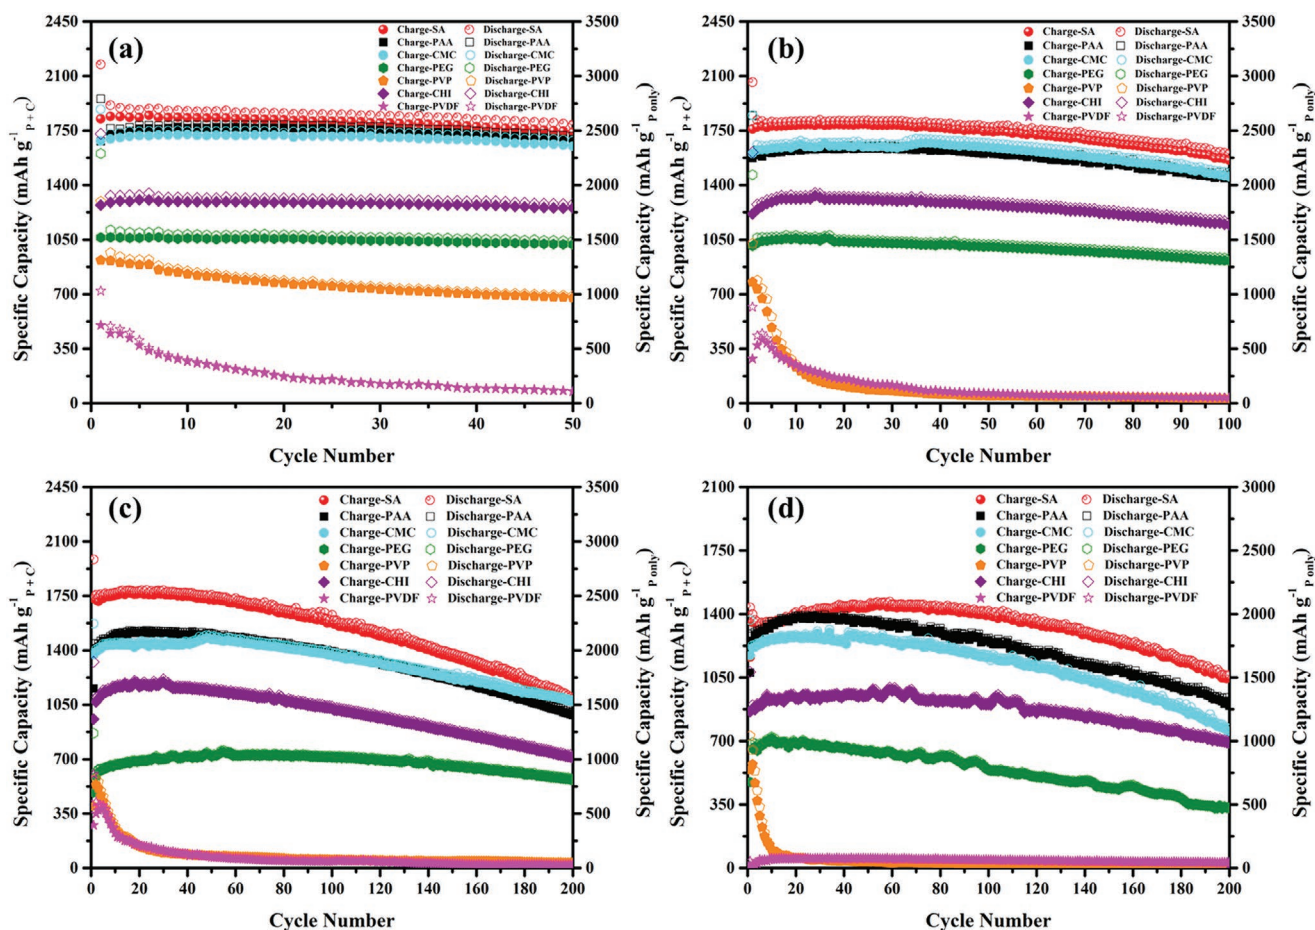 (a)
Charge-SA Discharge-SA
Charge-PAA Discharge-PAA
Charge-CMC Discharge-CMC
Charge-PEG Discharge-PEG
Charge-PVP Discharge-PVP
Charge-CHI Discharge-CHI
Charge-PVDF Discharge-PVDF
2450
2100
1750
1400
1050
700
350
0
Specific Capacity (mAh g⁻¹ P + C)
3500
3000
2500
2000
1500
1000
500
0
Specific Capacity (mAh g⁻¹ P only)
0 10 20 30 40 50
Cycle Number
(b)
Charge-SA Discharge-SA
Charge-PAA Discharge-PAA
Charge-CMC Discharge-CMC
Charge-PEG Discharge-PEG
Charge-PVP Discharge-PVP
Charge-CHI Discharge-CHI
Charge-PVDF Discharge-PVDF
2450
2100
1750
1400
1050
700
350
0
Specific Capacity (mAh g⁻¹ P + C)
3500
3000
2500
2000
1500
1000
500
0
Specific Capacity (mAh g⁻¹ P only)
0 10 20 30 40 50 60 70 80 90 100
Cycle Number
(c)
Charge-SA Discharge-SA
Charge-PAA Discharge-PAA
Charge-CMC Discharge-CMC
Charge-PEG Discharge-PEG
Charge-PVP Discharge-PVP
Charge-CHI Discharge-CHI
Charge-PVDF Discharge-PVDF
2450
2100
1750
1400
1050
700
350
0
Specific Capacity (mAh g⁻¹ P + C)
3500
3000
2500
2000
1500
1000
500
0
Specific Capacity (mAh g⁻¹ P only)
0 20 40 60 80 100 120 140 160 180 200
Cycle Number
(d)
Charge-SA Discharge-SA
Charge-PAA Discharge-PAA
Charge-CMC Discharge-CMC
Charge-PEG Discharge-PEG
Charge-PVP Discharge-PVP
Charge-CHI Discharge-CHI
Charge-PVDF Discharge-PVDF
2100
1750
1400
1050
700
350
0
Specific Capacity (mAh g⁻¹ P + C)
3000
2500
2000
1500
1000
500
0
Specific Capacity (mAh g⁻¹ P only)
0 20 40 60 80 100 120 140 160 180 200
Cycle Number